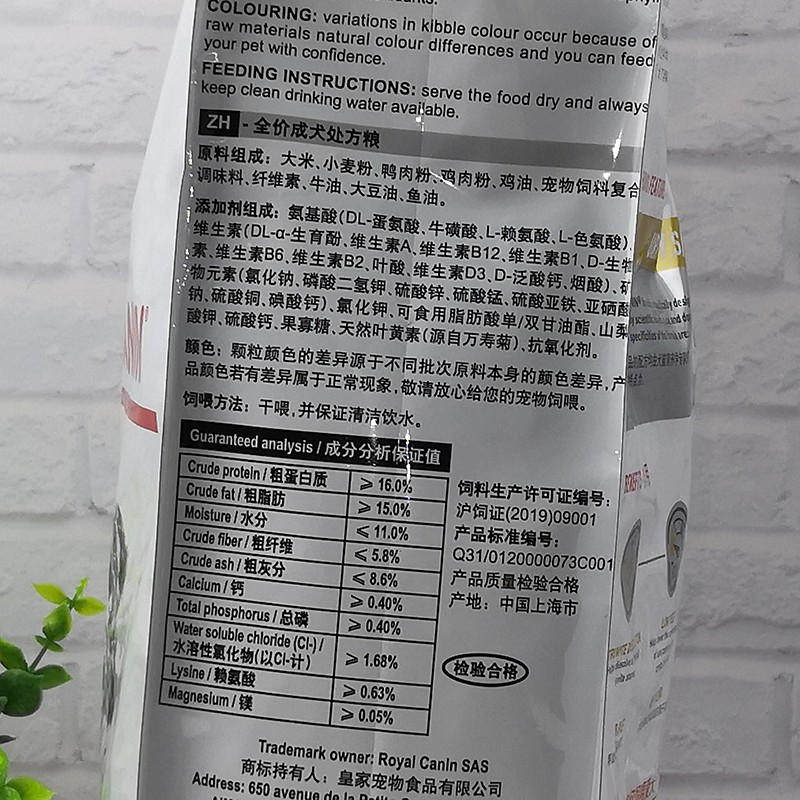 COLOURING: variations in kibble colour occur because of
raw materials natural colour differences and you can feed
your pet with confidence.
FEEDING INSTRUCTIONS: serve the food dry and always
keep clean drinking water available.
ZH - 全价成犬处方粮
原料组成：大米、小麦粉、鸭肉粉、鸡肉粉、鸡油、宠物饲料复合
调味料、纤维素、牛油、大豆油、鱼油。
添加剂组成：氨基酸(DL-蛋氨酸、牛磺酸、L-赖氨酸、L-色氨酸)、
维生素(DL-α-生育酚、维生素A、维生素B12、维生素B1、D-生物
素、维生素B6、维生素B2、叶酸、维生素D3、D-泛酸钙、烟酸)、矿
物元素(氯化钠、磷酸二氢钾、硫酸锌、硫酸锰、硫酸亚铁、亚硒酸
钠、硫酸铜、碘酸钙)、氯化钾、可食用脂肪酸单/双甘油酯、山梨
酸钾、硫酸钙、果寡糖、天然叶黄素(源自万寿菊)、抗氧化剂。
颜色：颗粒颜色的差异源于不同批次原料本身的颜色差异，产
品颜色若有差异属于正常现象，敬请放心给您的宠物饲喂。
饲喂方法：干喂，并保证清洁饮水。
Guaranteed analysis / 成分分析保证值
Crude protein / 粗蛋白质 ⩾ 16.0%
Crude fat / 粗脂肪 ⩾ 15.0%
Moisture / 水分 ⩽ 11.0%
Crude fiber / 粗纤维 ⩽ 5.8%
Crude ash / 粗灰分 ⩽ 8.6%
Calcium / 钙 ⩾ 0.40%
Total phosphorus / 总磷 ⩾ 0.40%
Water soluble chloride (Cl-) /
水溶性氯化物(以Cl-计) ⩾ 1.68%
Lysine / 赖氨酸 ⩾ 0.63%
Magnesium / 镁 ⩾ 0.05%
饲料生产许可证编号：
沪饲证(2019)09001
产品标准编号：
Q31/0120000073C001
产品质量检验合格
产地：中国上海市
检验合格
Trademark owner: Royal Canin SAS
商标持有人：皇家宠物食品有限公司
Address: 650 avenue de la Petite